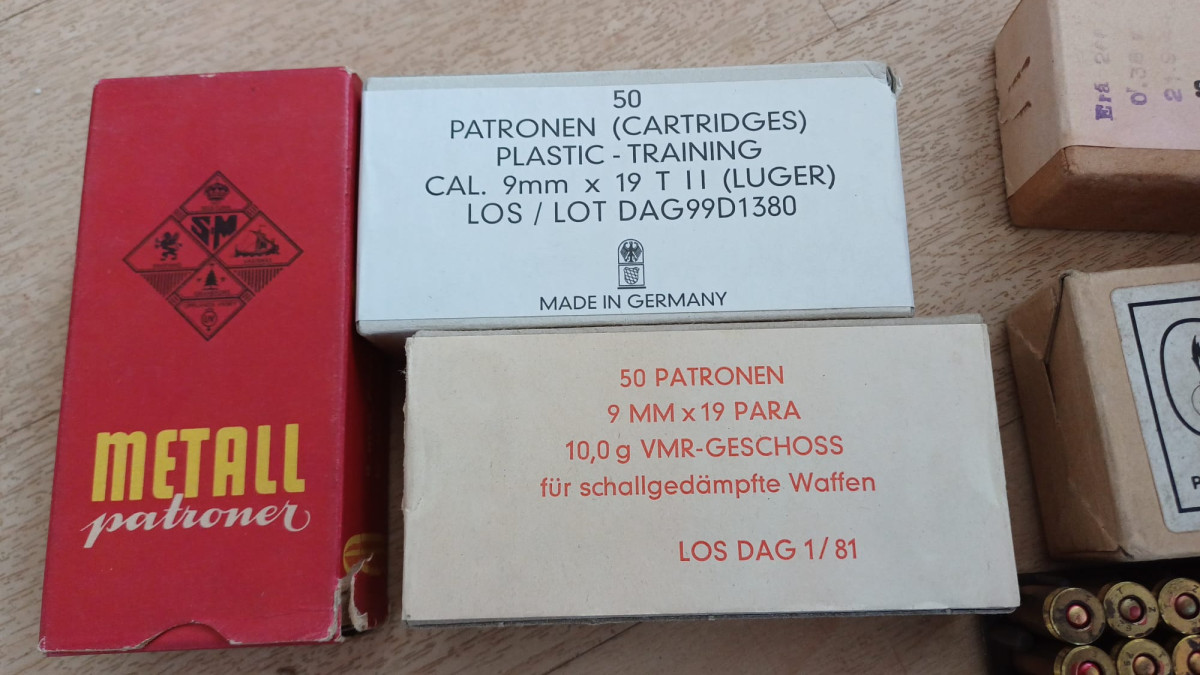 SM
METALL
patroner
50
PATRONEN (CARTRIDGES)
PLASTIC - TRAINING
CAL. 9mm x 19 T II (LUGER)
LOS / LOT DAG99D1380
MADE IN GERMANY
50 PATRONEN
9 MM x 19 PARA
10,0 g VMR-GESCHOSS
für schallgedämpfte Waffen
LOS DAG 1/81
Erä